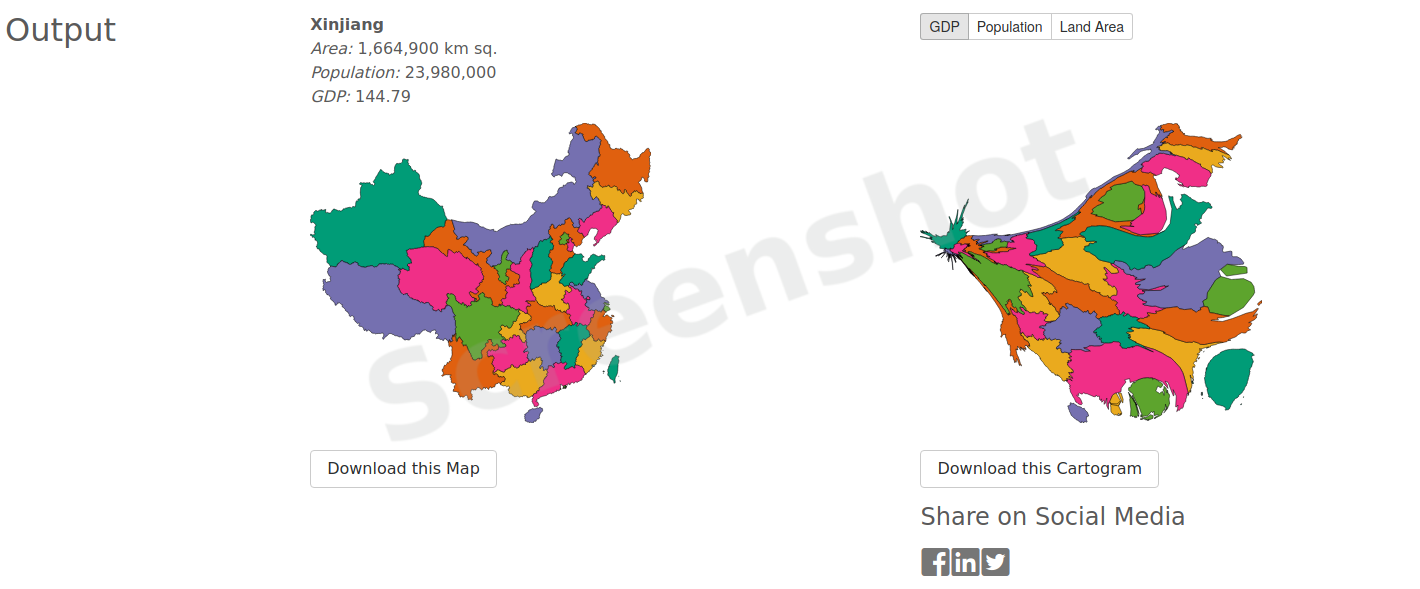 Output
Xinjiang
Area: 1,664,900 km sq.
Population: 23,980,000
GDP: 144.79
GDP Population Land Area
Screenshot
Download this Map
Download this Cartogram
Share on Social Media